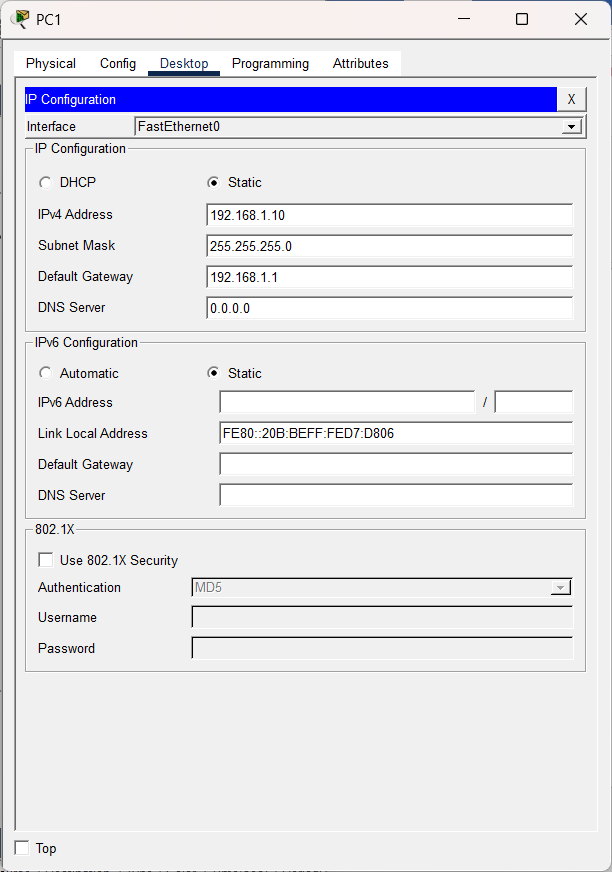 PC1
Physical Config Desktop Programming Attributes
IP Configuration X
Interface FastEthernet0
IP Configuration
DHCP Static
IPv4 Address 192.168.1.10
Subnet Mask 255.255.255.0
Default Gateway 192.168.1.1
DNS Server 0.0.0.0
IPv6 Configuration
Automatic Static
IPv6 Address /
Link Local Address FE80::20B:BEFF:FED7:D806
Default Gateway
DNS Server
802.1X
Use 802.1X Security
Authentication MD5
Username
Password
Top